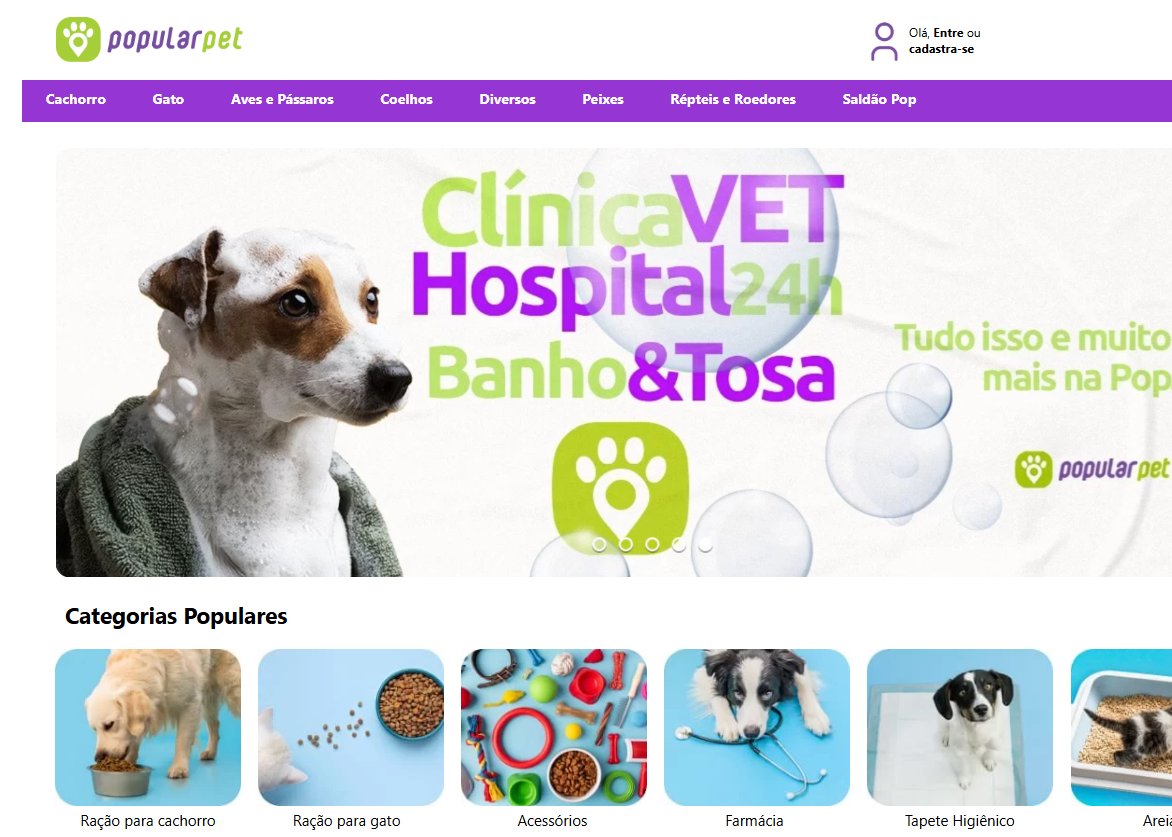 popularpet
Olá, Entre ou
cadastra-se
Cachorro Gato Aves e Pássaros Coelhos Diversos Peixes Répteis e Roedores Saldão Pop
ClínicaVET
Hospital24h
Banho&Tosa
Tudo isso e muito
mais na Pop
popularpet
Categorias Populares
Ração para cachorro Ração para gato Acessórios Farmácia Tapete Higiênico